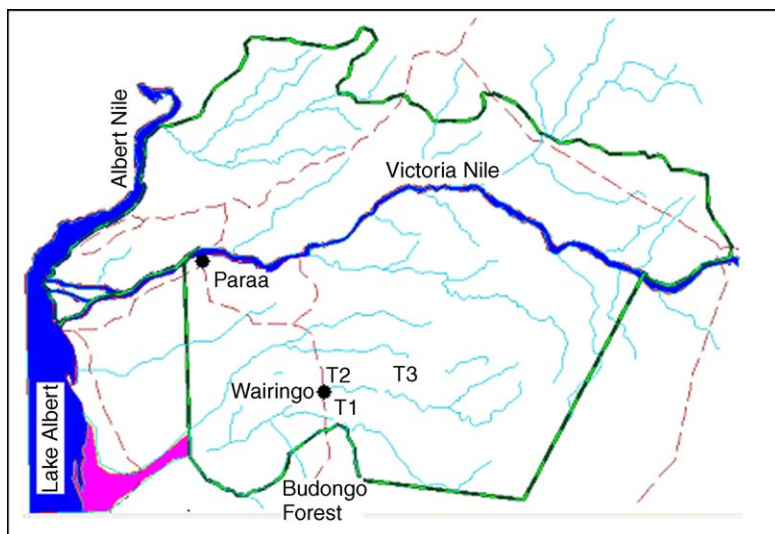 Albert Nile
Victoria Nile
Paraa
T2
T3
Wairingo
T1
Lake Albert
Budongo
Forest